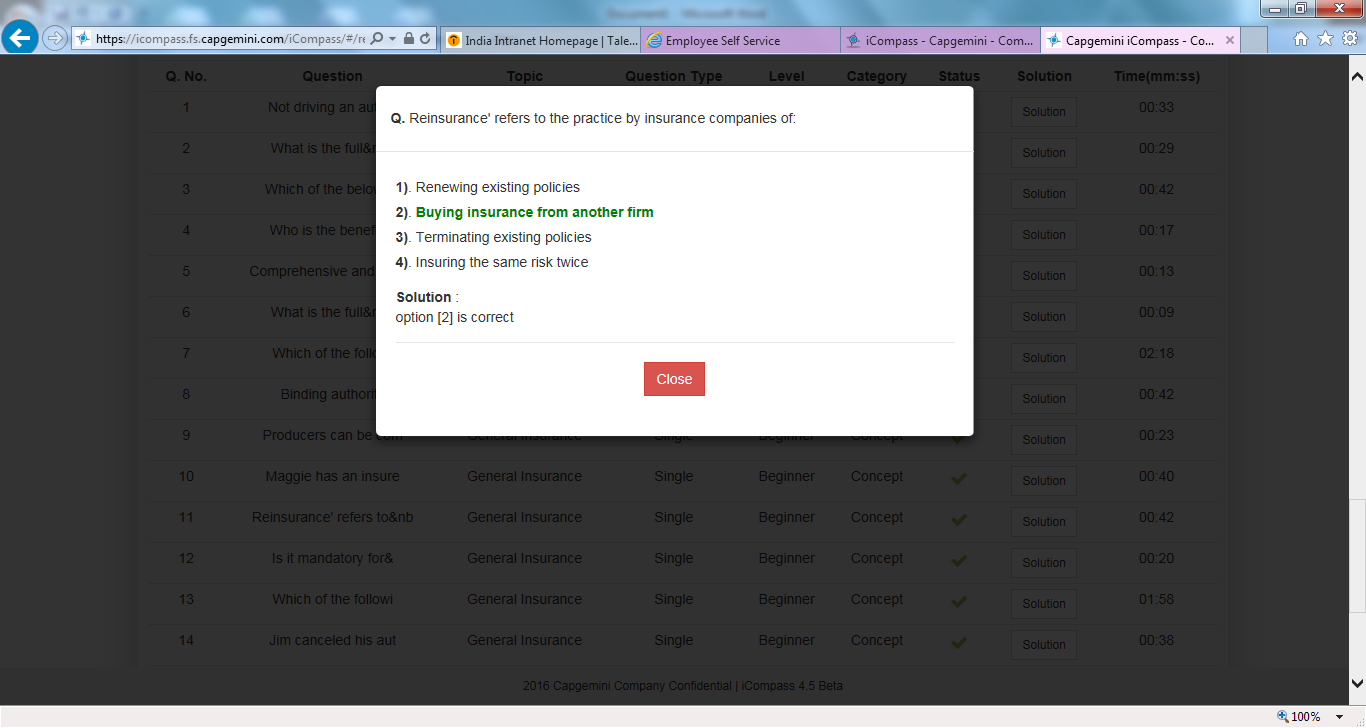 https://icompass.fs.capgemini.com/iCompass/#/re
India Intranet Homepage | Tale...
Employee Self Service
iCompass - Capgemini - Com...
Capgemini iCompass - Co...
Q. No. Question Topic Question Type Level Category Status Solution Time(mm:ss)
1 Not driving an au Solution 00:33
2 What is the full&n Solution 00:29
3 Which of the belo Solution 00:42
4 Who is the benef Solution 00:17
5 Comprehensive and Solution 00:13
6 What is the full&n Solution 00:09
7 Which of the follo Solution 02:18
8 Binding authori Solution 00:42
9 Producers can be com General Insurance Single Beginner Concept Solution 00:23
10 Maggie has an insure General Insurance Single Beginner Concept Solution 00:40
11 Reinsurance' refers to&nb General Insurance Single Beginner Concept Solution 00:42
12 Is it mandatory for& General Insurance Single Beginner Concept Solution 00:20
13 Which of the followi General Insurance Single Beginner Concept Solution 01:58
14 Jim canceled his aut General Insurance Single Beginner Concept Solution 00:38
Q. Reinsurance' refers to the practice by insurance companies of:
1). Renewing existing policies
2). Buying insurance from another firm
3). Terminating existing policies
4). Insuring the same risk twice
Solution :
option [2] is correct
Close
2016 Capgemini Company Confidential | iCompass 4.5 Beta
100%